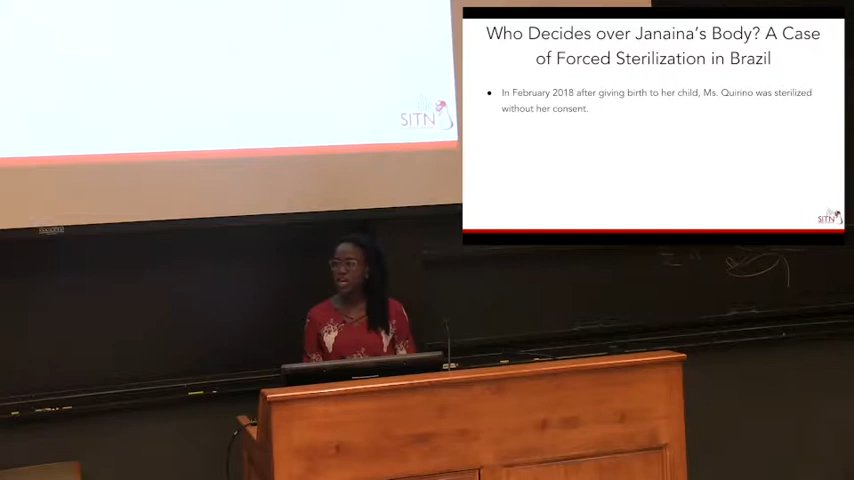 Who Decides over Janaina's Body? A Case
of Forced Sterilization in Brazil
• In February 2018 after giving birth to her child, Ms. Quirino was sterilized
without her consent.
SITN
SITN